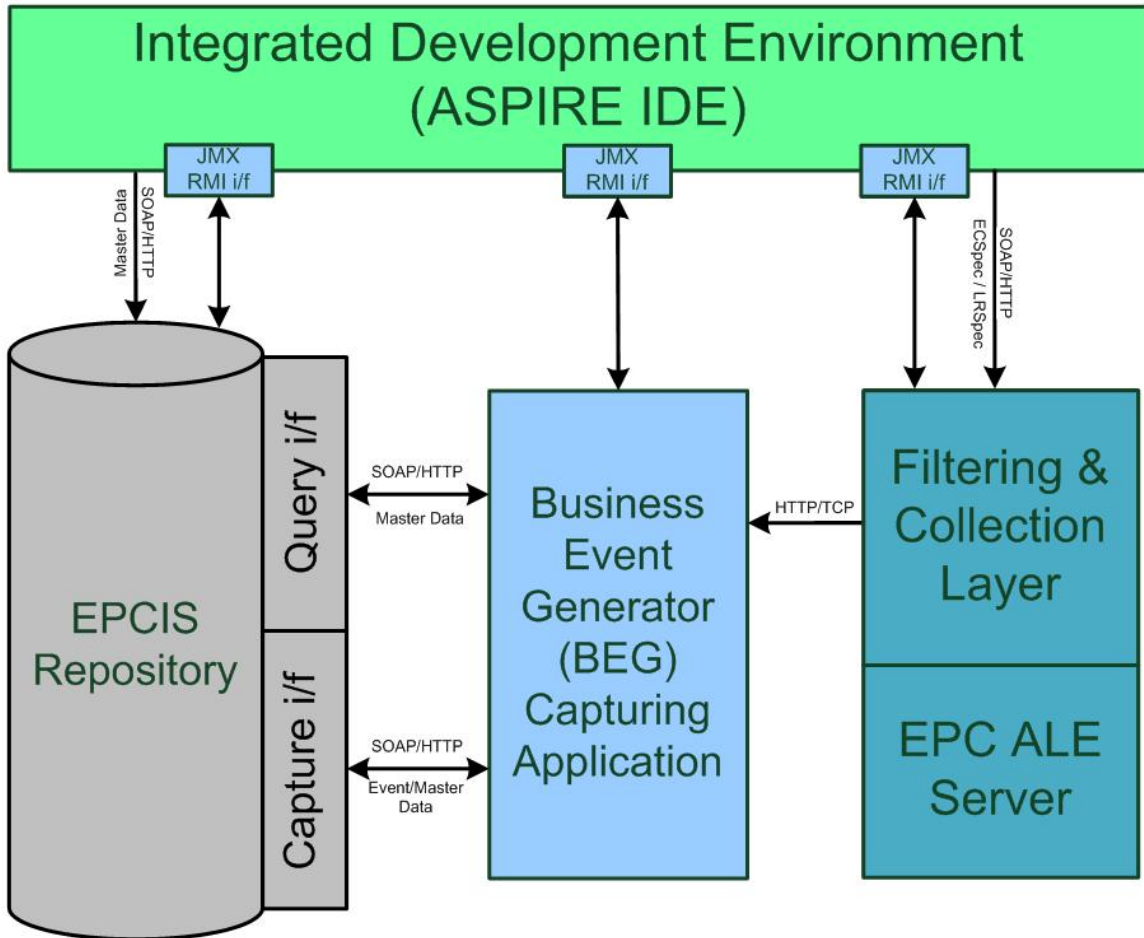 Integrated Development Environment
(ASPIRE IDE)
JMX
RMI i/f
JMX
RMI i/f
JMX
RMI i/f
SOAP/HTTP
Master Data
SOAP/HTTP
ECSpec / LRSpec
EPCIS
Repository
Query i/f
Capture i/f
SOAP/HTTP
Master Data
SOAP/HTTP
Event/Master
Data
Business
Event
Generator
(BEG)
Capturing
Application
HTTP/TCP
Filtering &
Collection
Layer
EPC ALE
Server